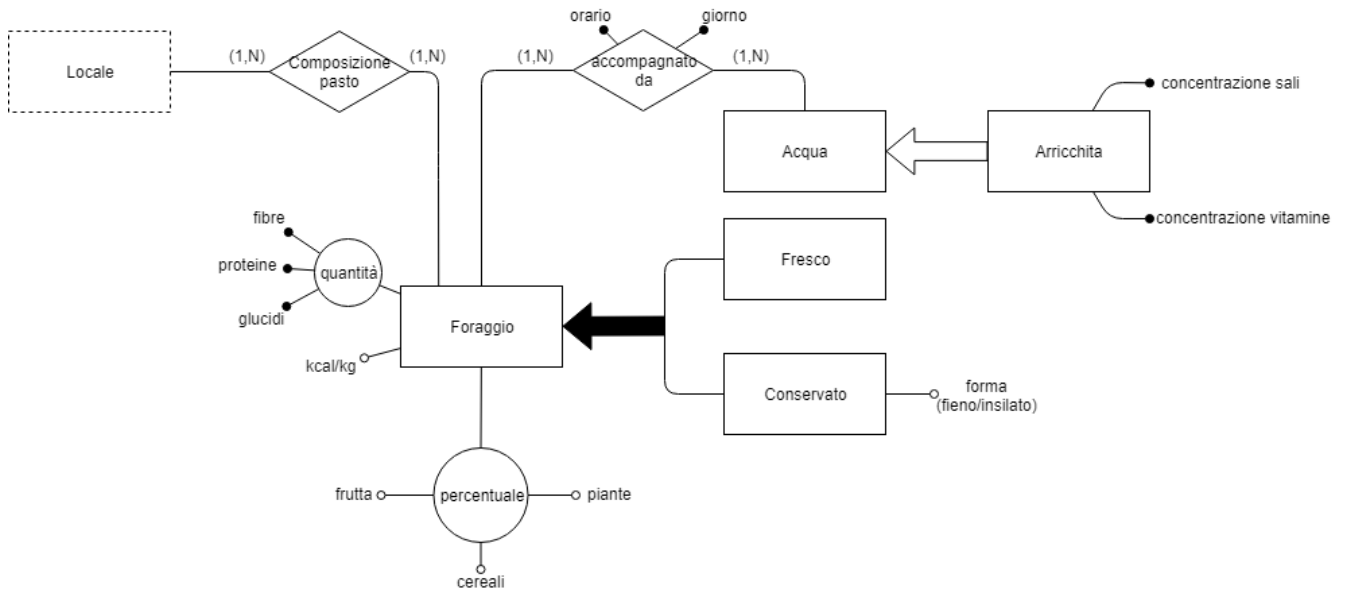 orario
giorno
Locale
(1,N)
Composizione
pasto
(1,N)
(1,N)
accompagnato
da
(1,N)
concentrazione sali
Acqua
Arricchita
concentrazione vitamine
fibre
proteine
quantità
glucidi
Fresco
Foraggio
kcal/kg
Conservato
forma
(fieno/insilato)
frutta
percentuale
piante
cereali